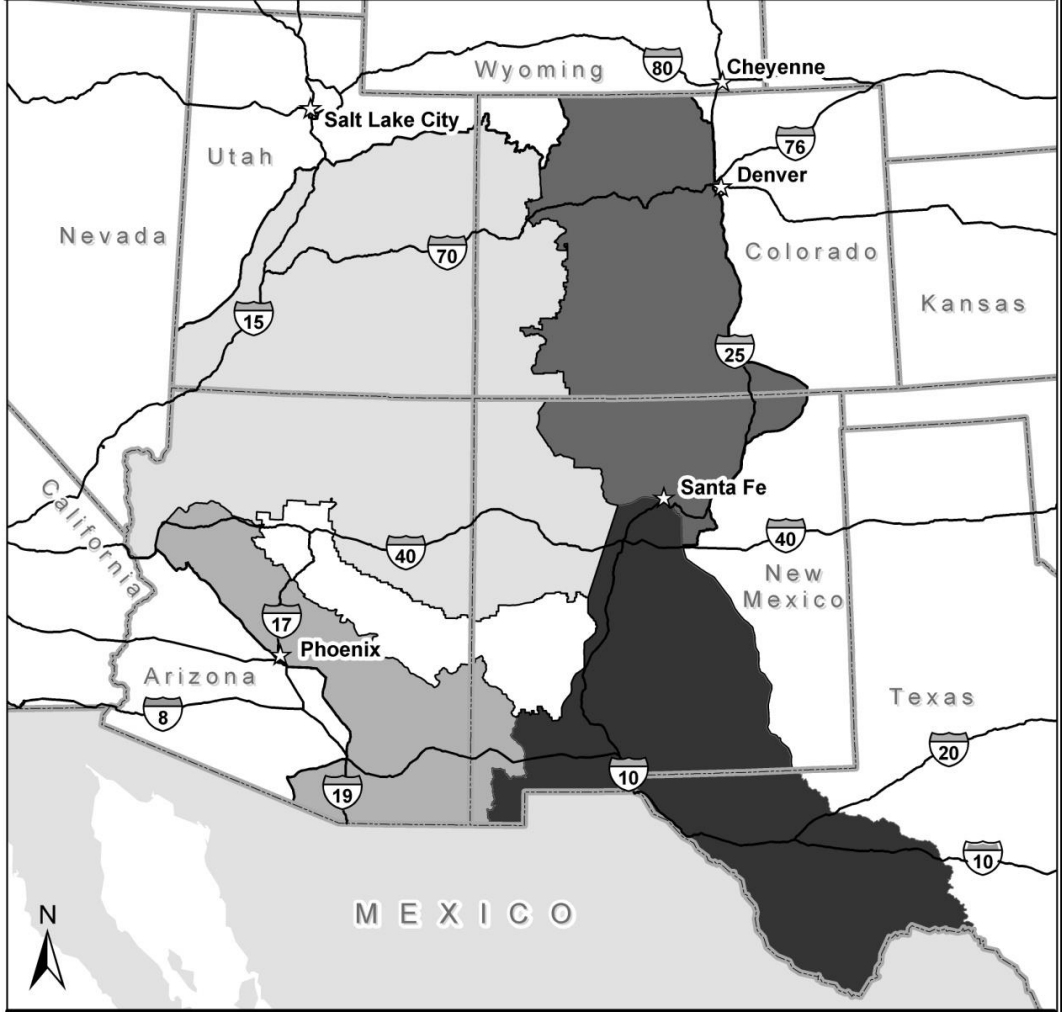 Wyoming
80
Cheyenne
Salt Lake City
Utah
76
Denver
Nevada
70
Colorado
Kansas
15
25
California
Santa Fe
40
40
New
Mexico
17
Phoenix
Arizona
8
Texas
20
10
19
10
MEXICO
N